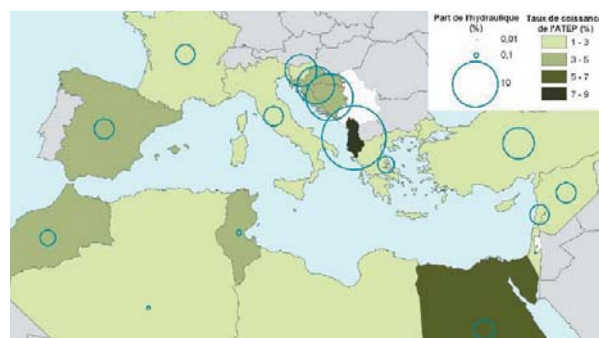 Part de l'hydraulique
(%)
0,01
0,1
10
Taux de coissance
de l'ATEP (%)
1 - 3
3 - 5
5 - 7
7 - 9